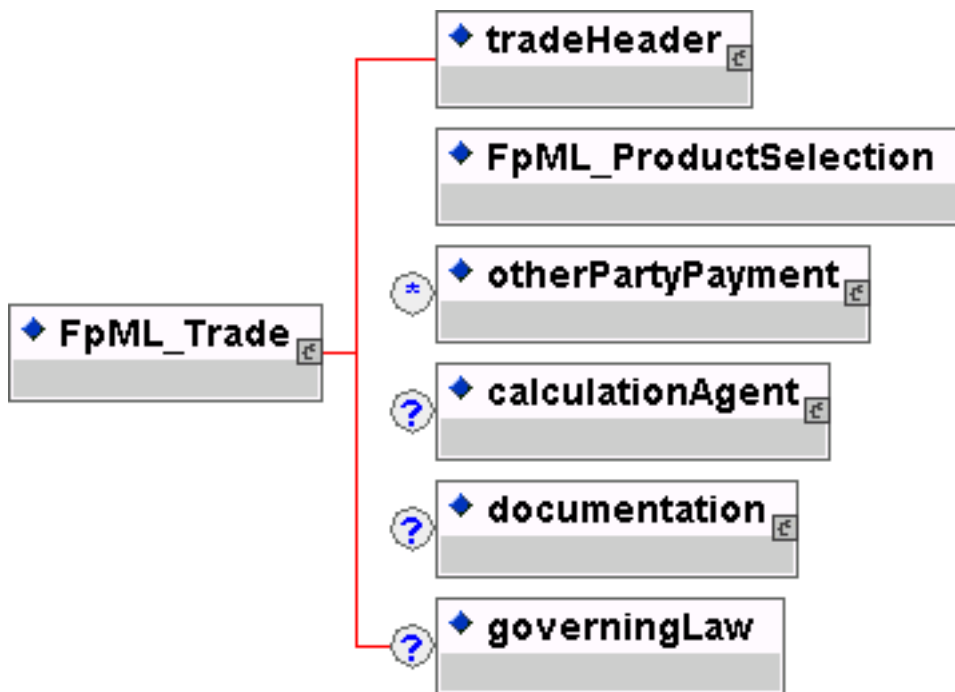 tradeHeader
FpML_ProductSelection
*
otherPartyPayment
FpML_Trade
?
calculationAgent
?
documentation
?
governingLaw